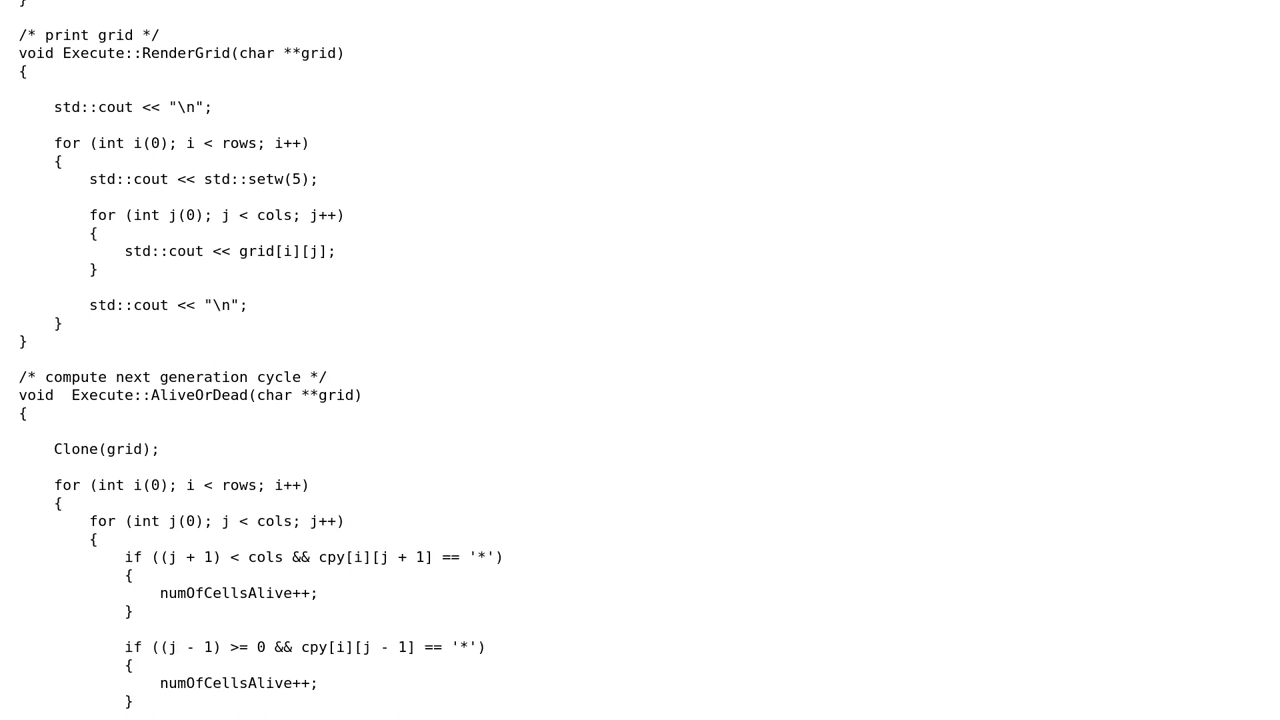 }

/* print grid */
void Execute::RenderGrid(char **grid)
{

    std::cout << "\n";

    for (int i(0); i < rows; i++)
    {
        std::cout << std::setw(5);

        for (int j(0); j < cols; j++)
        {
            std::cout << grid[i][j];
        }

        std::cout << "\n";
    }
}

/* compute next generation cycle */
void  Execute::AliveOrDead(char **grid)
{

    Clone(grid);

    for (int i(0); i < rows; i++)
    {
        for (int j(0); j < cols; j++)
        {
            if ((j + 1) < cols && cpy[i][j + 1] == '*')
            {
                numOfCellsAlive++;
            }

            if ((j - 1) >= 0 && cpy[i][j - 1] == '*')
            {
                numOfCellsAlive++;
            }